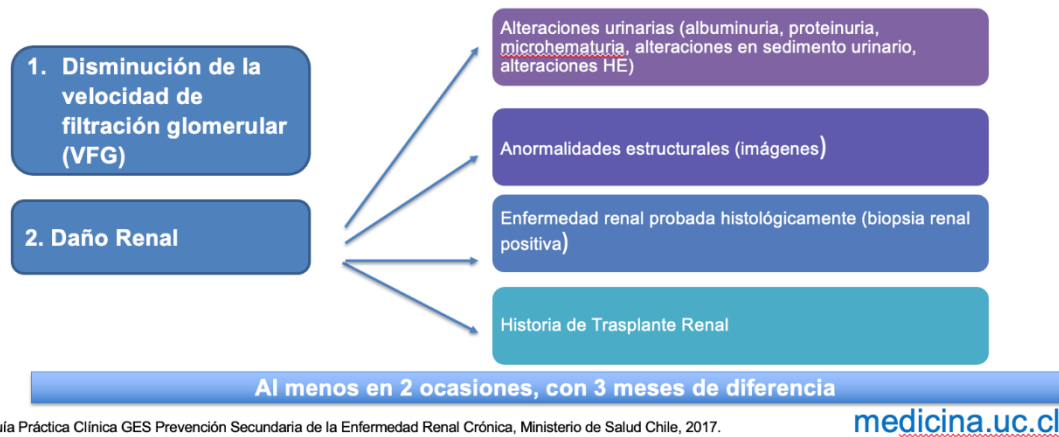 1. Disminución de la
velocidad de
filtración glomerular
(VFG)
2. Daño Renal
Alteraciones urinarias (albuminuria, proteinuria,
microhematuria, alteraciones en sedimento urinario,
alteraciones HE)
Anormalidades estructurales (imágenes)
Enfermedad renal probada histológicamente (biopsia renal
positiva)
Historia de Trasplante Renal
Al menos en 2 ocasiones, con 3 meses de diferencia
uía Práctica Clínica GES Prevención Secundaria de la Enfermedad Renal Crónica, Ministerio de Salud Chile, 2017.
medicina.uc.cl